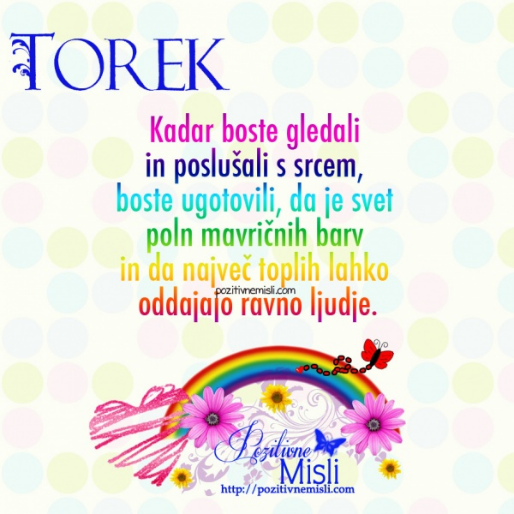 TOREK
Kadar boste gledali
in poslušali s srcem,
boste ugotovili, da je svet
poln mavričnih barv
in da največ toplih lahko
pozitivnemisli.com
oddajajo ravno ljudje.
Pozitivne
Misli
http://pozitivnemisli.com